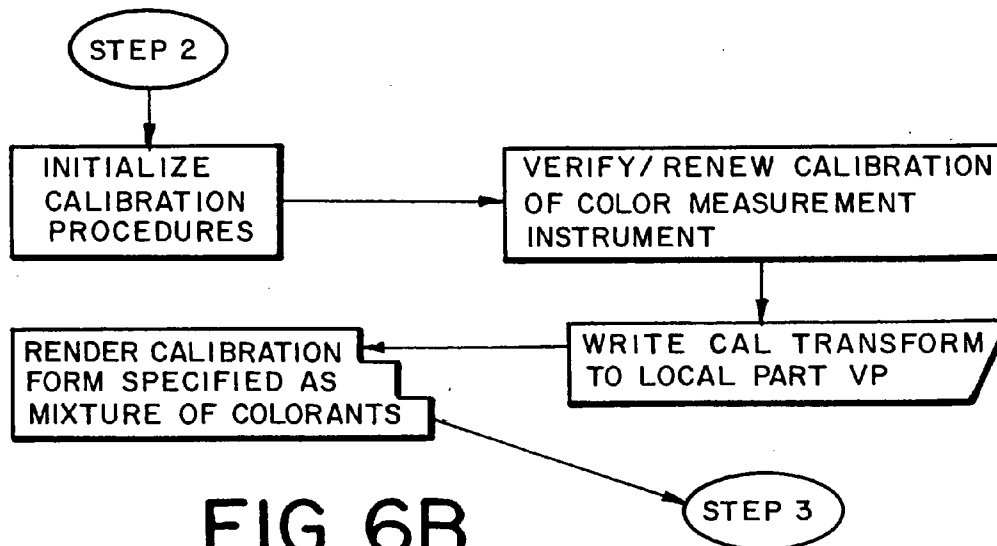 STEP 2
INITIALIZE
CALIBRATION
PROCEDURES
VERIFY/RENEW CALIBRATION
OF COLOR MEASUREMENT
INSTRUMENT
WRITE CAL TRANSFORM
TO LOCAL PART VP
RENDER CALIBRATION
FORM SPECIFIED AS
MIXTURE OF COLORANTS
STEP 3
FIG 6B